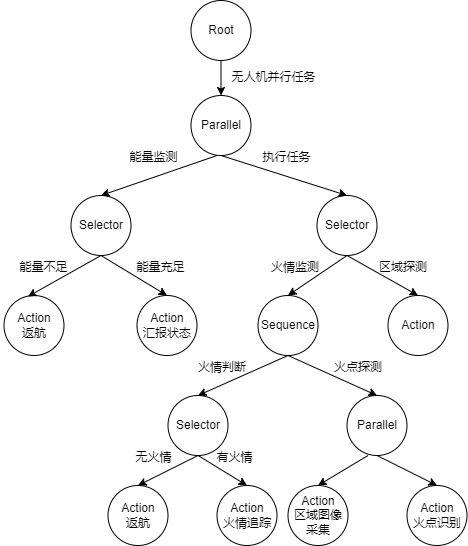 Root
无人机并行任务
Parallel
能量监测
执行任务
Selector
Selector
能量不足
能量充足
火情监测
区域探测
Action
返航
Action
汇报状态
Sequence
Action
火情判断
火点探测
Selector
Parallel
无火情
有火情
Action
返航
Action
火情追踪
Action
区域图像
采集
Action
火点识别